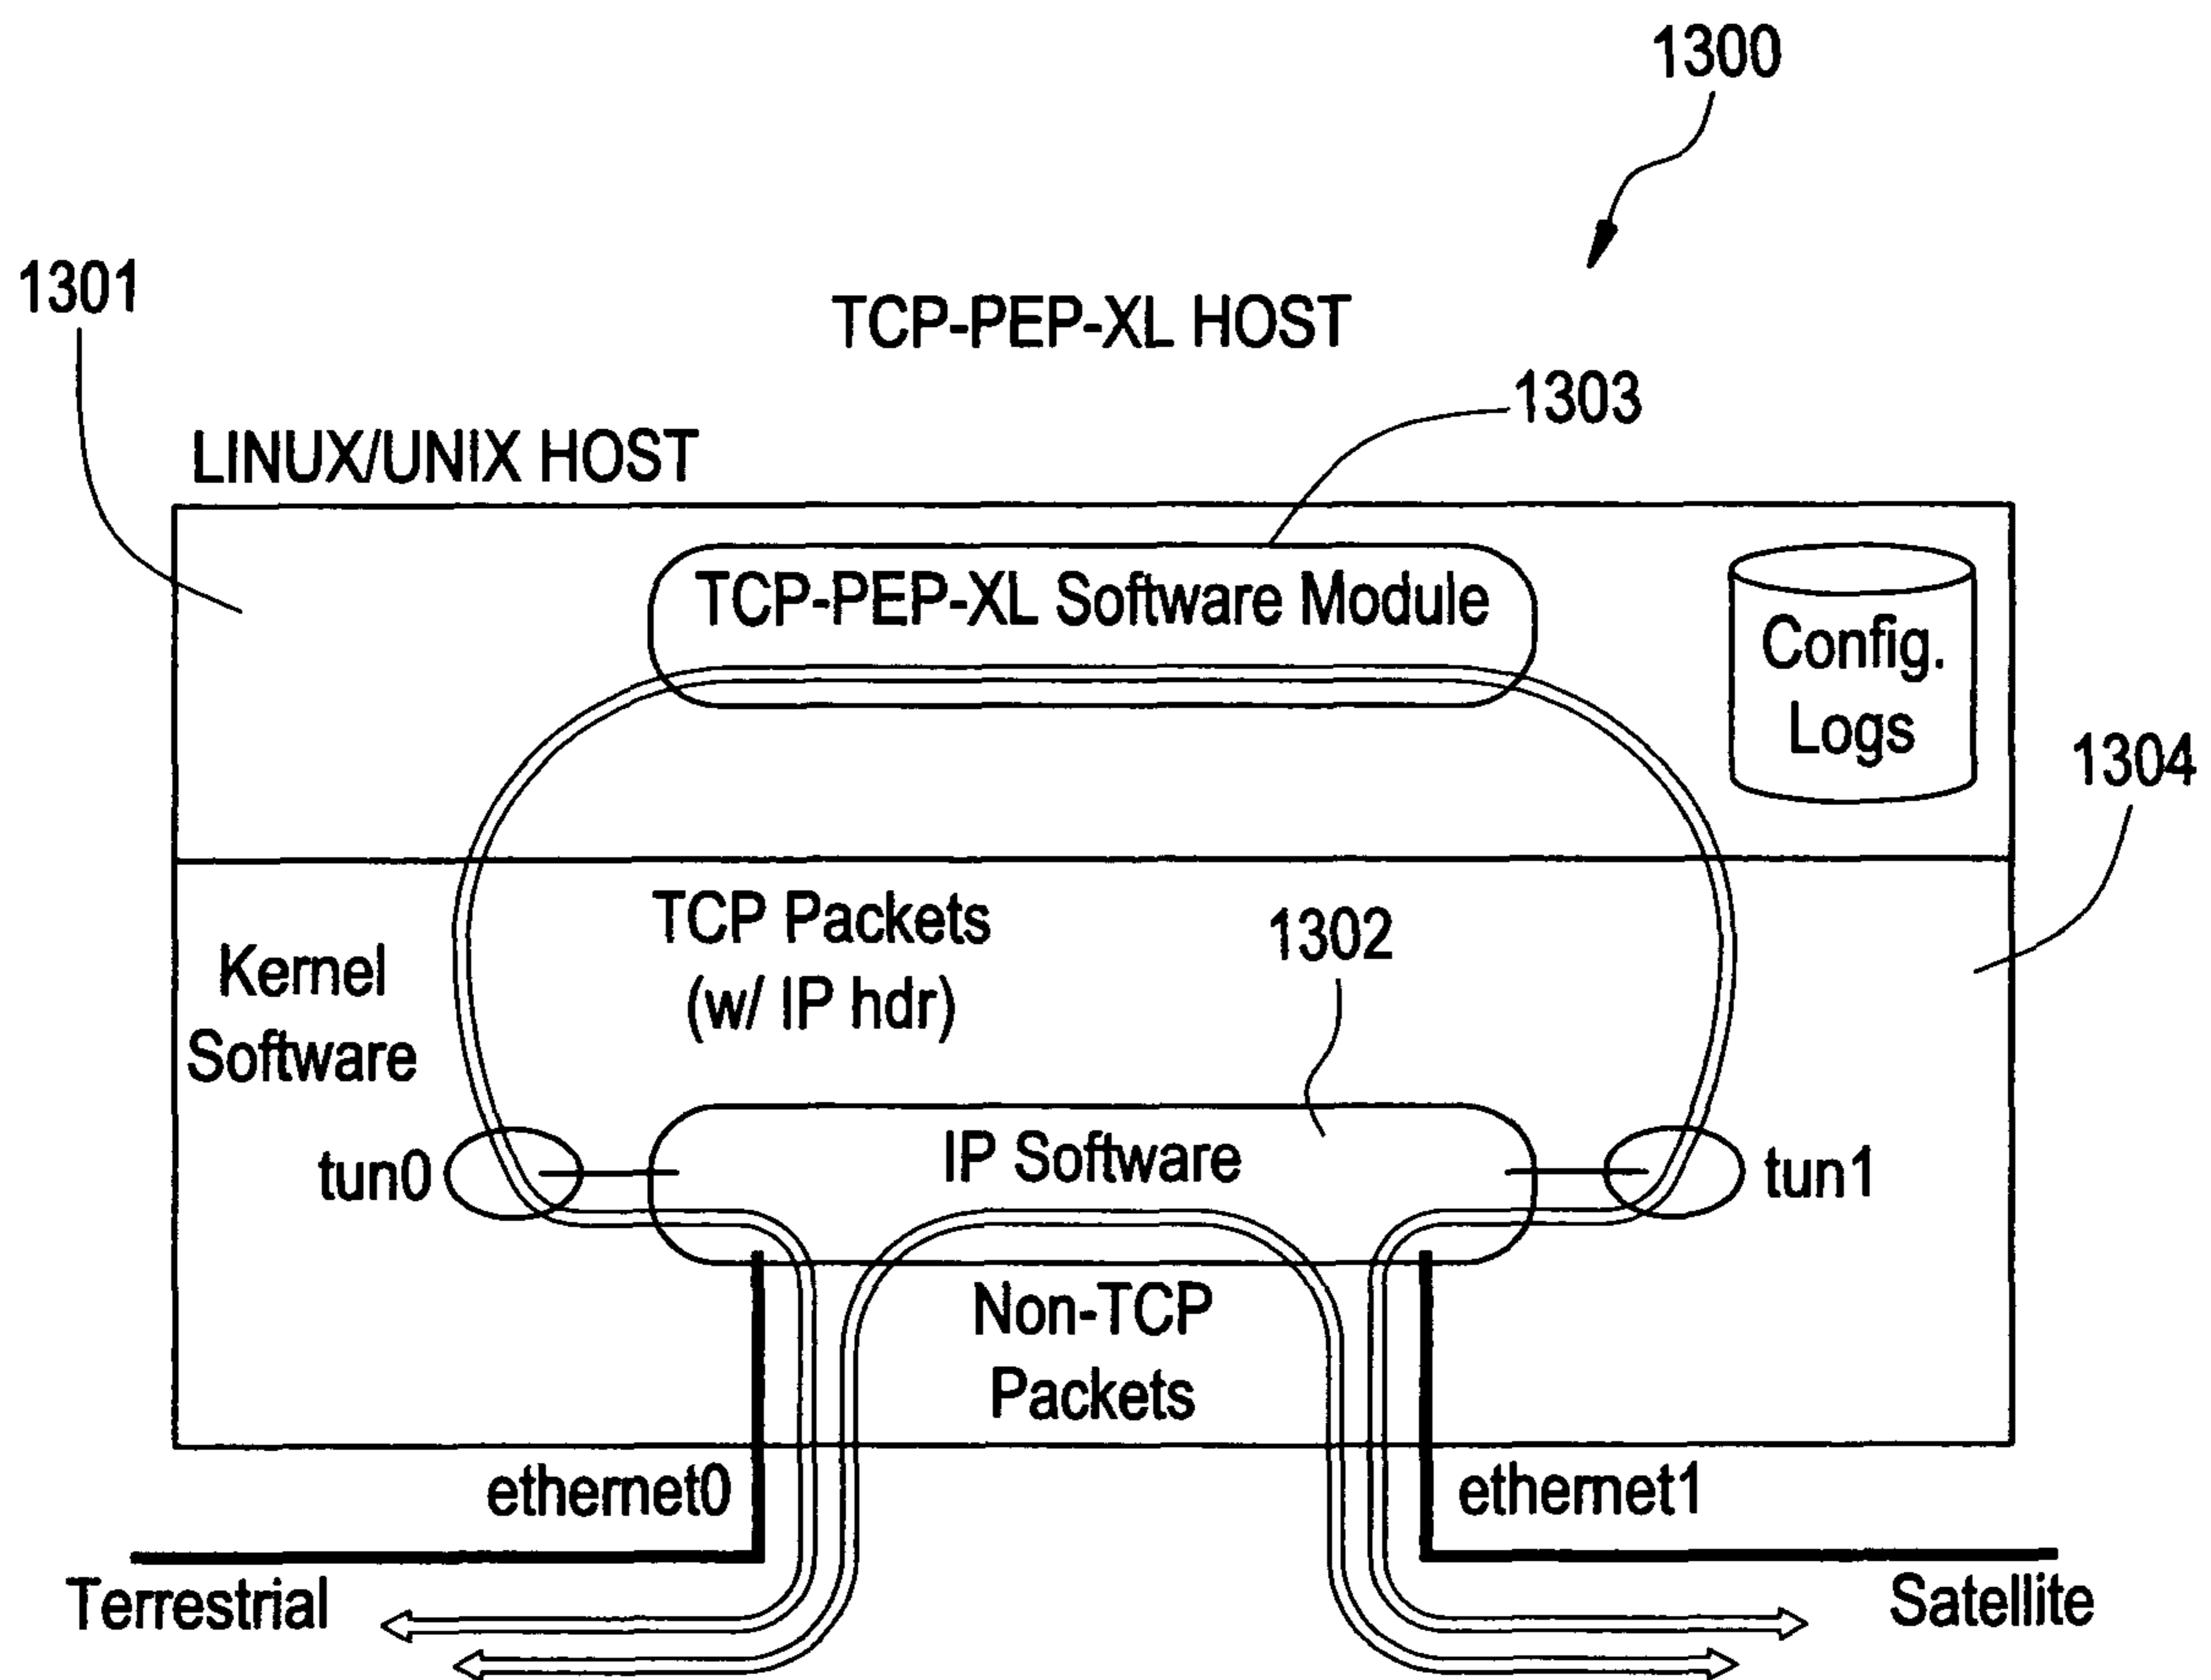 1300
1301
TCP-PEP-XL HOST
1303
LINUX/UNIX HOST
TCP-PEP-XL Software Module
Config.
Logs
1304
TCP Packets
(w/ IP hdr)
1302
Kernel
Software
IP Software
tun0
tun1
Non-TCP
Packets
ethernet0
ethernet1
Terrestrial
Satellite